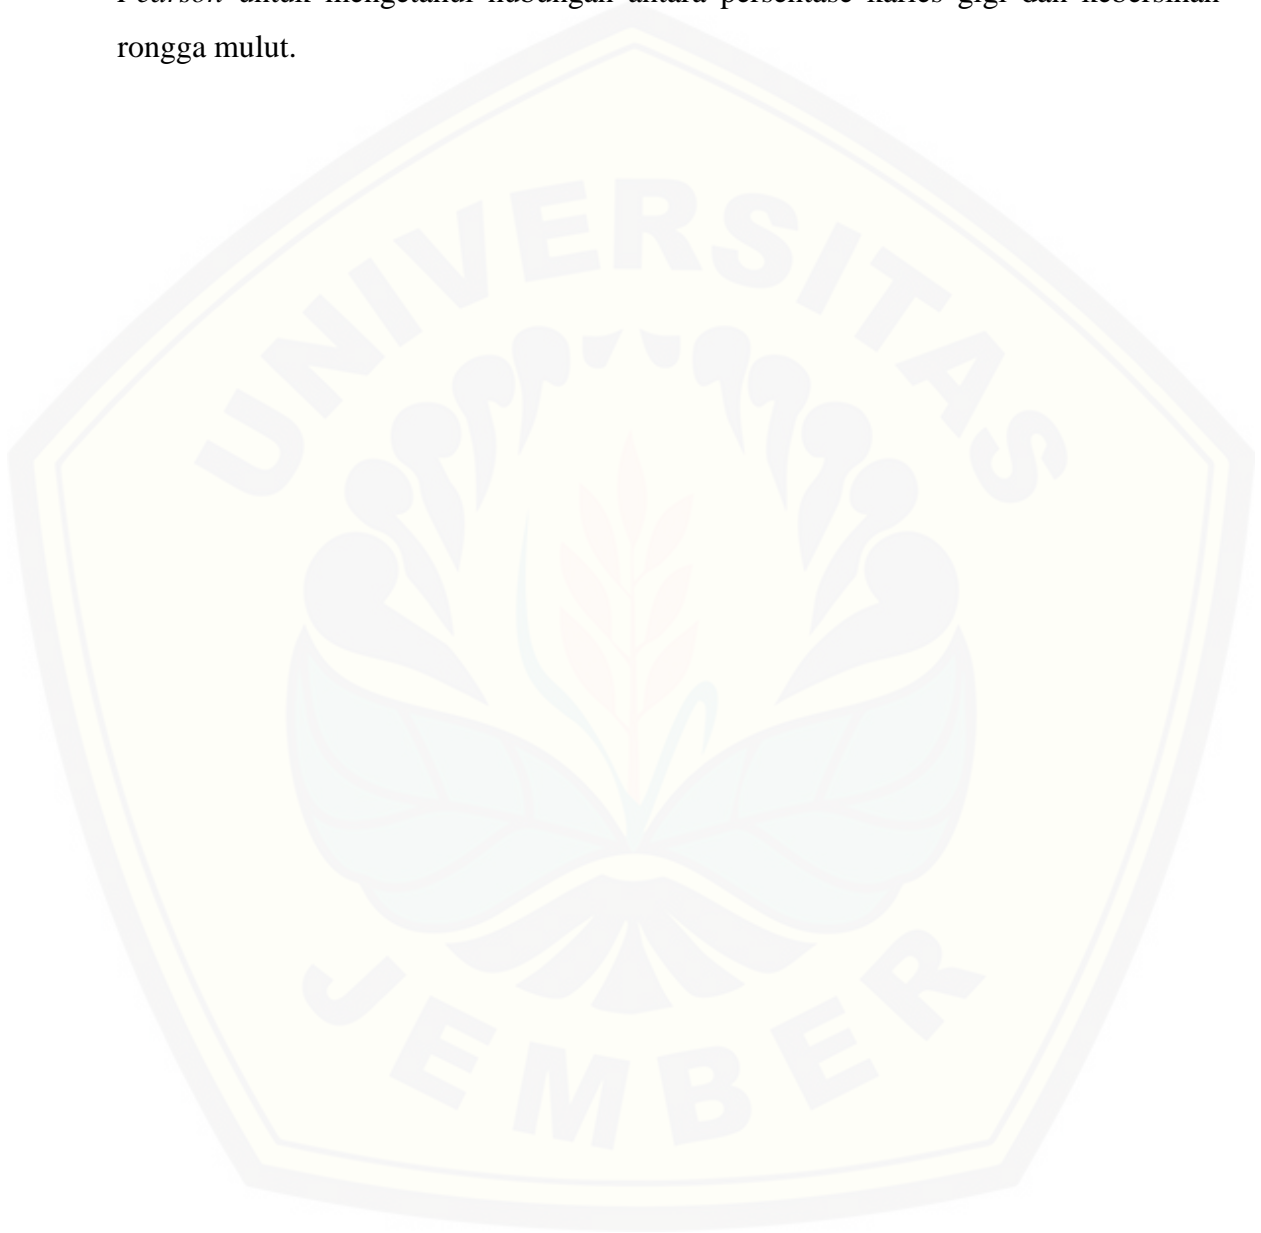 Pearson untuk mengetahui hubungan antara persentase karies gigi dan kebersihan
rongga mulut.
UNIVERSITAS
JEMBER